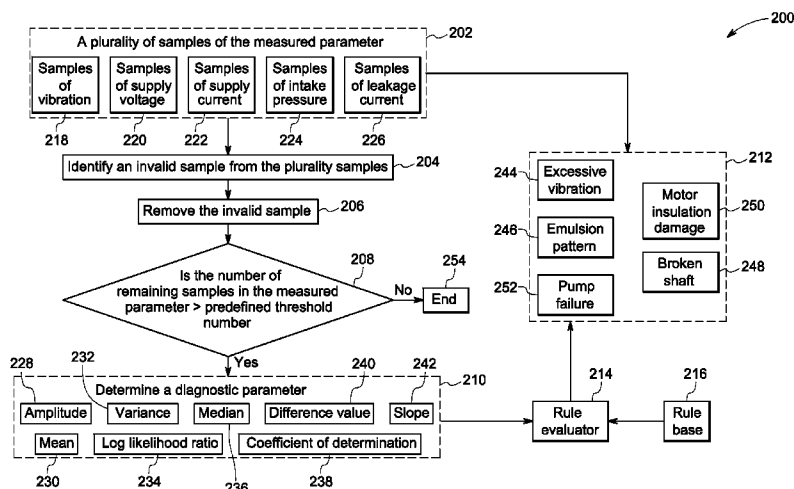 200
A plurality of samples of the measured parameter
202
Samples of vibration
Samples of supply voltage
Samples of supply current
Samples of intake pressure
Samples of leakage current
218
220
222
224
226
Identify an invalid sample from the plurality samples
204
Remove the invalid sample
206
Is the number of
remaining samples in the measured
parameter > predefined threshold
number
208
No
254
End
Yes
Determine a diagnostic parameter
210
228
232
240
242
Amplitude
Variance
Median
Difference value
Slope
Mean
Log likelihood ratio
Coefficient of determination
230
234
236
238
212
244
Excessive
vibration
246
Emulsion
pattern
252
Pump
failure
Motor
insulation
damage
250
Broken
shaft
248
214
Rule
evaluator
216
Rule
base